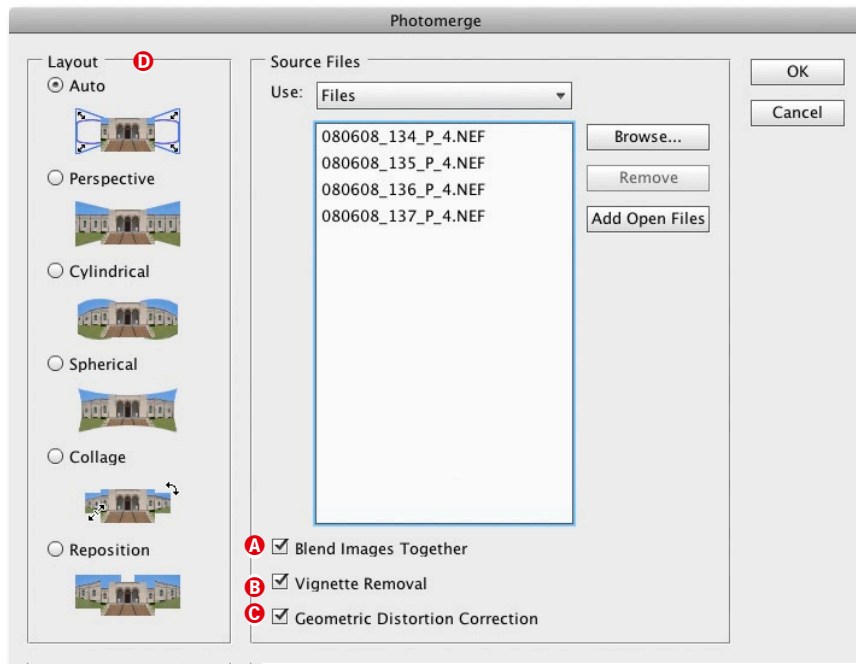 Photomerge
Layout D
Auto
Perspective
Cylindrical
Spherical
Collage
Reposition
Source Files
Use: Files
080608_134_P_4.NEF
080608_135_P_4.NEF
080608_136_P_4.NEF
080608_137_P_4.NEF
Browse...
Remove
Add Open Files
A Blend Images Together
B Vignette Removal
C Geometric Distortion Correction
OK
Cancel